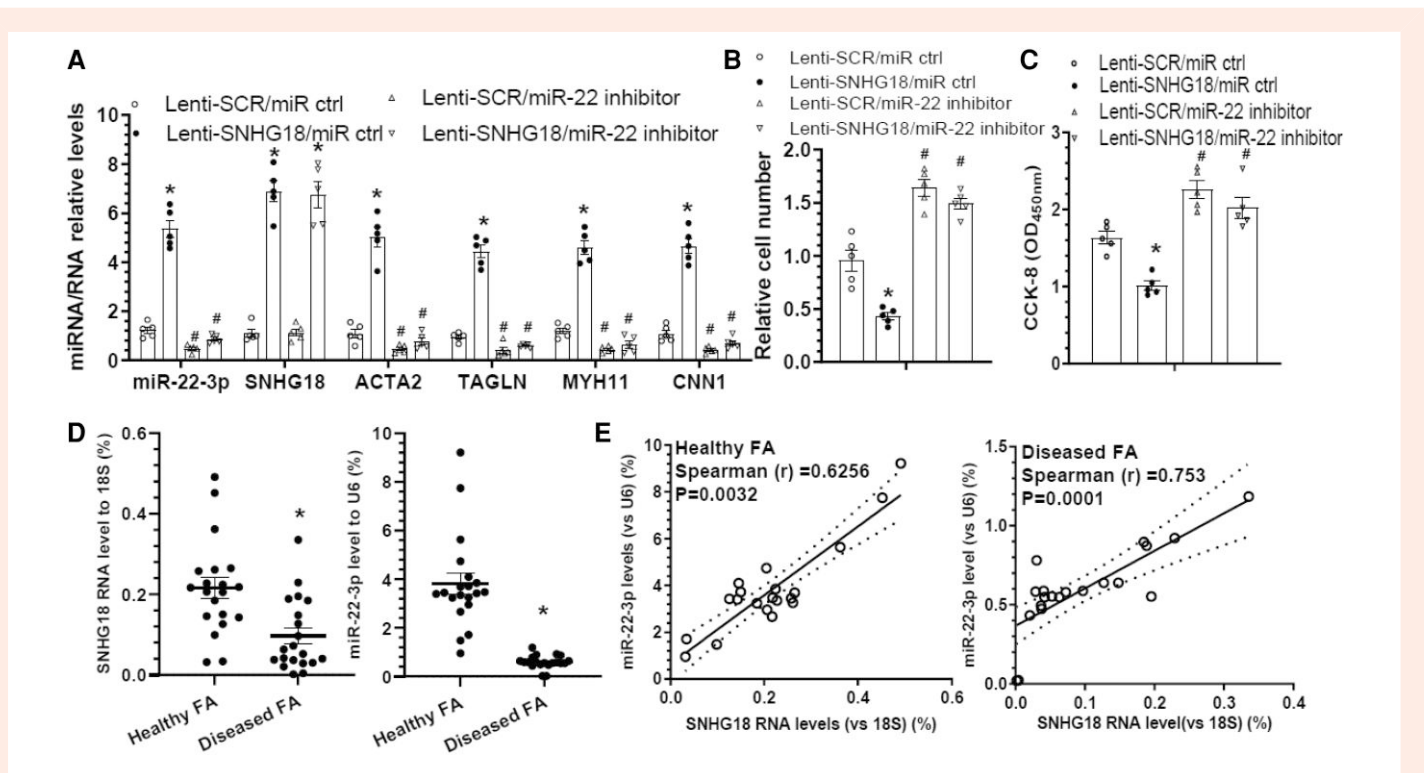 A
Lenti-SCR/miR ctrl
Lenti-SNHG18/miR ctrl
Lenti-SCR/miR-22 inhibitor
Lenti-SNHG18/miR-22 inhibitor
miRNA/RNA relative levels
10
8
6
4
2
0
*
#
#
*
*
*
#
#
*
#
#
*
#
#
*
#
#
miR-22-3p SNHG18 ACTA2 TAGLN MYH11 CNN1
B
Lenti-SCR/miR ctrl
Lenti-SNHG18/miR ctrl
Lenti-SCR/miR-22 inhibitor
Lenti-SNHG18/miR-22 inhibitor
Relative cell number
2.0
1.5
1.0
0.5
0.0
*
#
#
C
Lenti-SCR/miR ctrl
Lenti-SNHG18/miR ctrl
Lenti-SCR/miR-22 inhibitor
Lenti-SNHG18/miR-22 inhibitor
CCK-8 (OD450nm)
3
2
1
0
*
#
#
D
SNHG18 RNA level to 18S (%)
0.6
0.4
0.2
0.0
*
Healthy FA
Diseased FA
miR-22-3p level to U6 (%)
10
8
6
4
2
0
*
Healthy FA
Diseased FA
E
Healthy FA
Spearman (r) =0.6256
P=0.0032
miR-22-3p levels (vs U6) (%)
10
8
6
4
2
0
0.0 0.2 0.4 0.6
SNHG18 RNA levels (vs 18S) (%)
Diseased FA
Spearman (r) =0.753
P=0.0001
miR-22-3p level (vs U6) (%)
1.5
1.0
0.5
0.0
0.0 0.1 0.2 0.3 0.4
SNHG18 RNA level(vs 18S) (%)